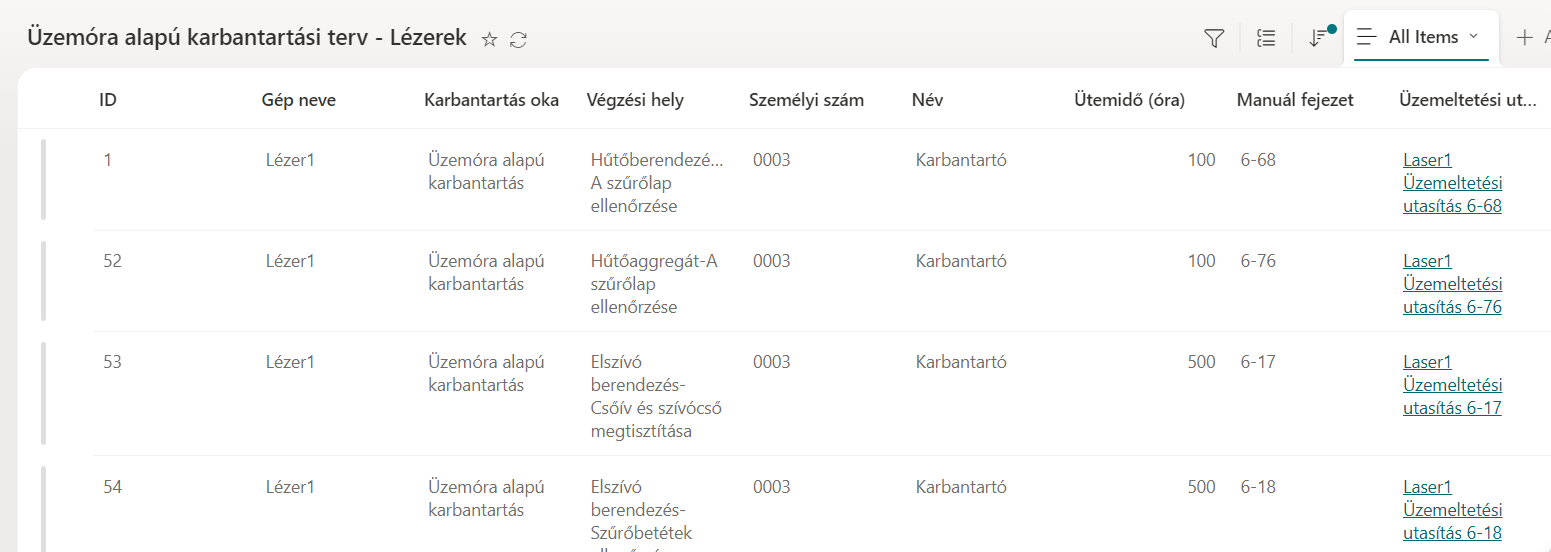 Üzemóra alapú karbantartási terv - Lézerek
All Items
ID Gép neve Karbantartás oka Végzési hely Személyi szám Név Ütemidő (óra) Manuál fejezet Üzemeltetési ut...
1 Lézer1 Üzemóra alapú Hűtőberendezé... 0003 Karbantartó 100 6-68 Laser1
karbantartás A szűrőlap Üzemeltetési
ellenőrzése utasítás 6-68
52 Lézer1 Üzemóra alapú Hűtőaggregát-A 0003 Karbantartó 100 6-76 Laser1
karbantartás szűrőlap Üzemeltetési
ellenőrzése utasítás 6-76
53 Lézer1 Üzemóra alapú Elszívó 0003 Karbantartó 500 6-17 Laser1
karbantartás berendezés- Üzemeltetési
Csőív és szívócső utasítás 6-17
megtisztítása
54 Lézer1 Üzemóra alapú Elszívó 0003 Karbantartó 500 6-18 Laser1
karbantartás berendezés- Üzemeltetési
Szűrőbetétek utasítás 6-18